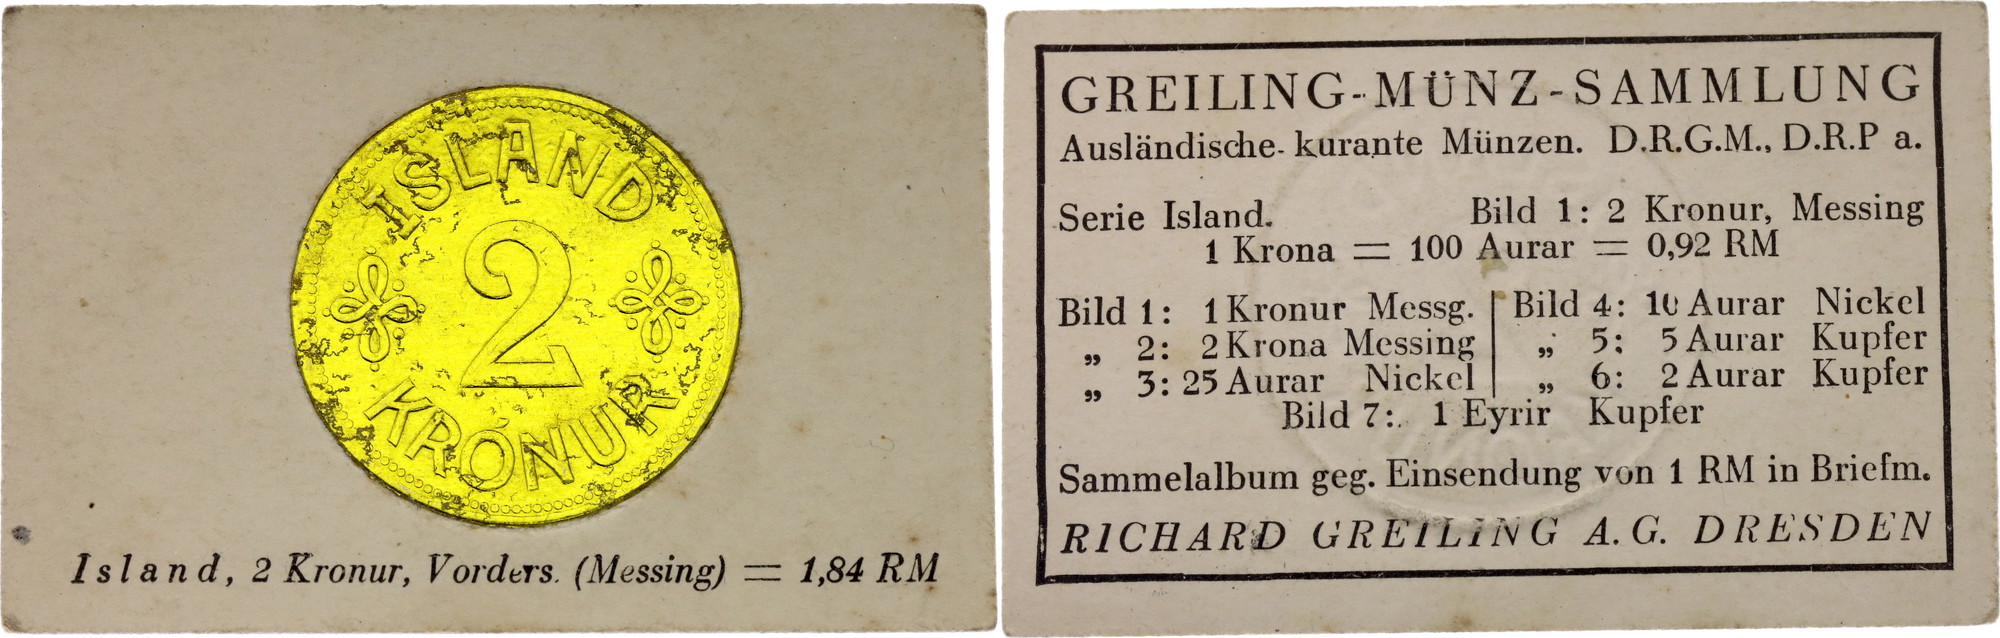 ISLAND
2
KRÓNUR
Island, 2 Kronur, Vorders. (Messing) = 1,84 RM
GREILING-MÜNZ-SAMMLUNG
Ausländische kurante Münzen. D.R.G.M., D.R.P a.
Serie Island. Bild 1: 2 Kronur, Messing
1 Krona = 100 Aurar = 0,92 RM
Bild 1: 1 Kronur Messg. Bild 4: 10 Aurar Nickel
„ 2: 2 Krona Messing „ 5: 5 Aurar Kupfer
„ 3: 25 Aurar Nickel „ 6: 2 Aurar Kupfer
Bild 7: 1 Eyrir Kupfer
Sammelalbum geg. Einsendung von 1 RM in Briefm.
RICHARD GREILING A.G. DRESDEN